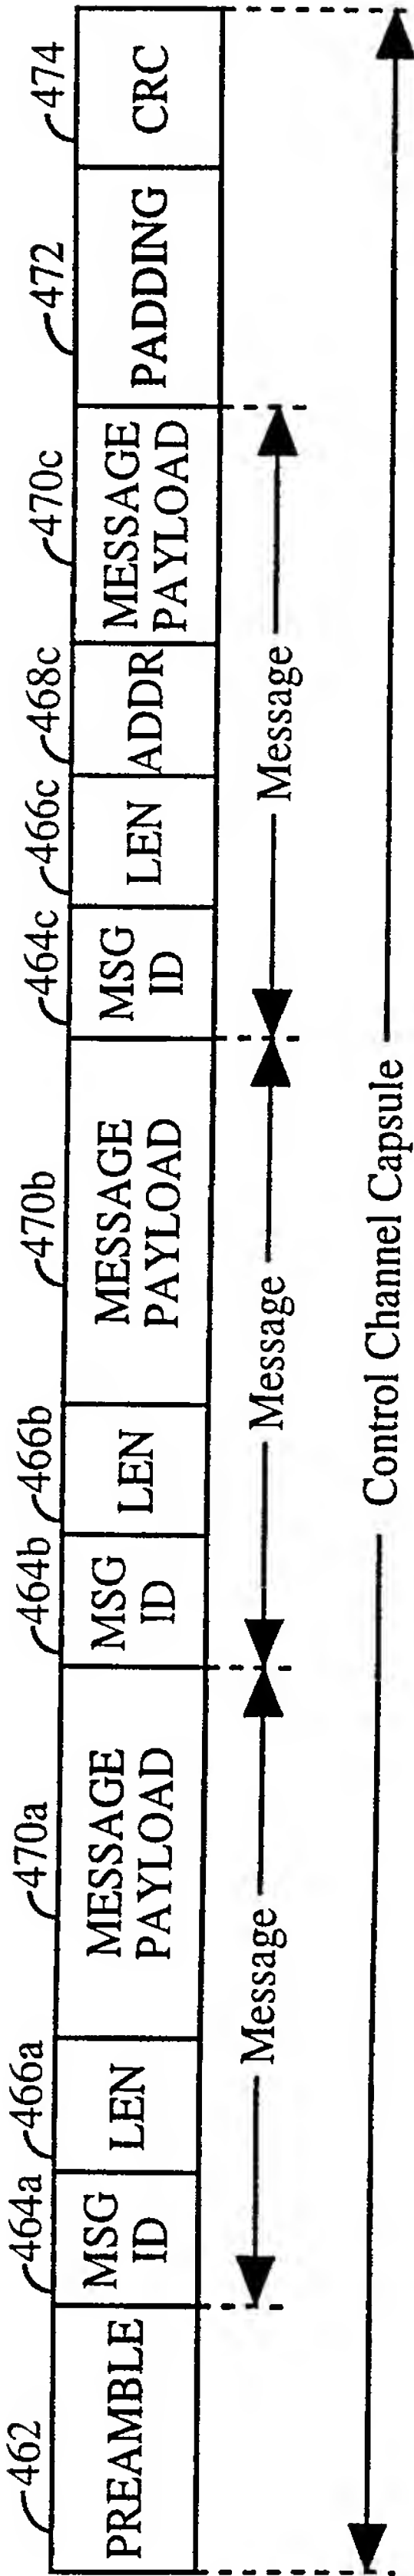 462 464a 466a 470a 464b 466b 470b 464c 466c 468c 470c 472 474
PREAMBLE
MSG
ID
LEN
MESSAGE
PAYLOAD
MSG
ID
LEN
MESSAGE
PAYLOAD
MSG
ID
LEN
ADDR
MESSAGE
PAYLOAD
PADDING
CRC
Message Message Message
Control Channel Capsule